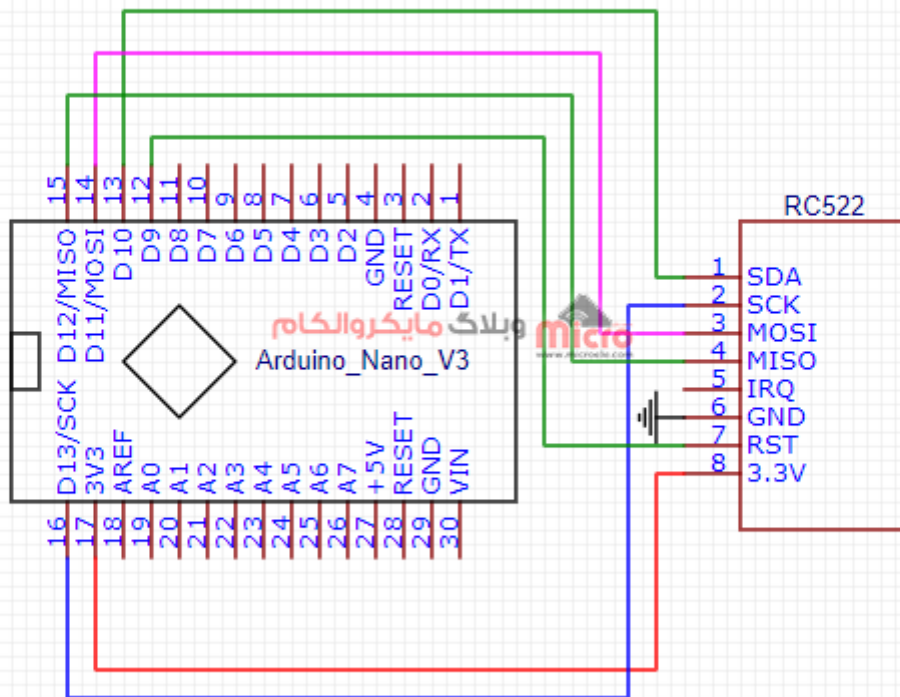 15 14 13 12 11 10 9 8 7 6 5 4 3 2 1
D12/MISO D11/MOSI D10 D9 D8 D7 D6 D5 D4 D3 D2 GND RESET D0/RX D1/TX
RC522
1 SDA
2 SCK
3 MOSI
4 MISO
5 IRQ
6 GND
7 RST
8 3.3V
وبلاگ مایکروالکام
micro
www.microele.com
Arduino_Nano_V3
D13/SCK 3V3 AREF A0 A1 A2 A3 A4 A5 A6 A7 +5V RESET GND VIN
16 17 18 19 20 21 22 23 24 25 26 27 28 29 30